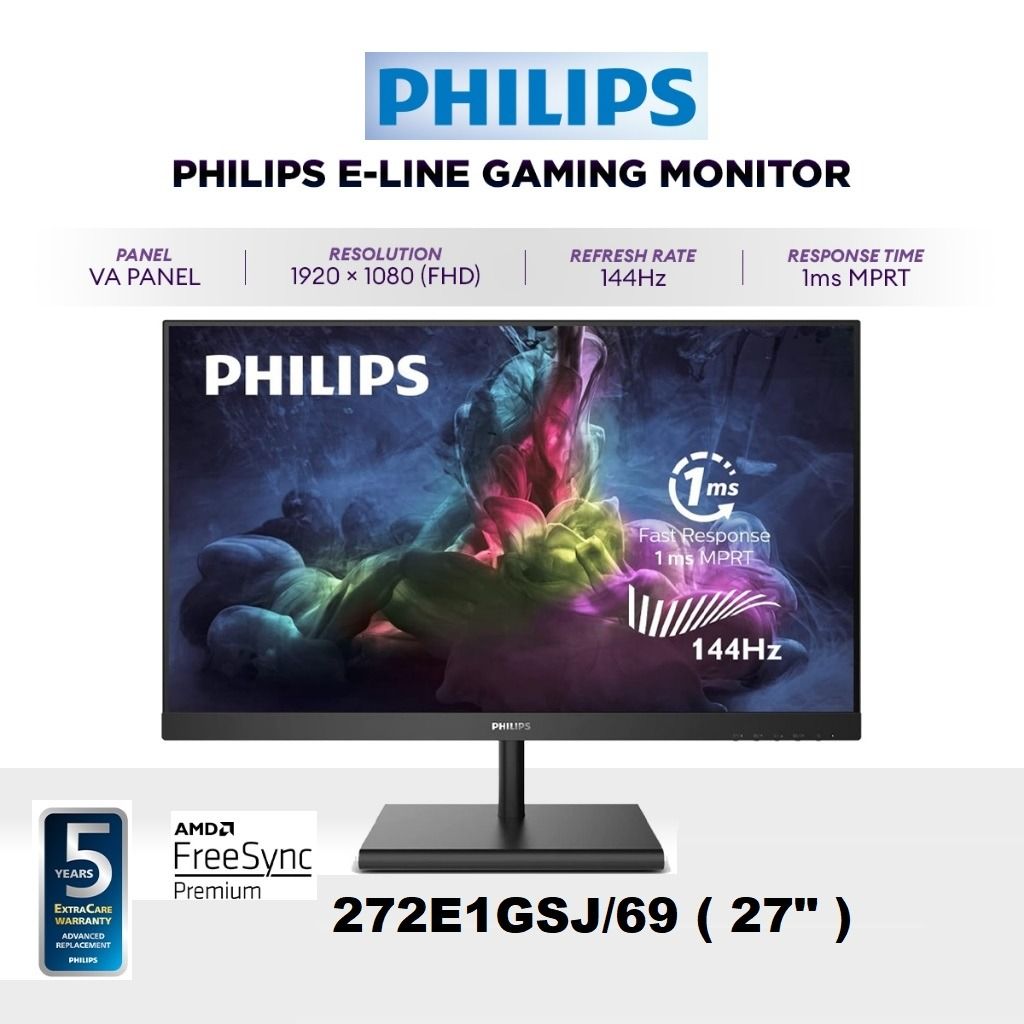 PHILIPS
PHILIPS E-LINE GAMING MONITOR
PANEL
VA PANEL
RESOLUTION
1920 × 1080 (FHD)
REFRESH RATE
144Hz
RESPONSE TIME
1ms MPRT
PHILIPS
1ms
Fast Response
1 ms MPRT
144Hz
PHILIPS
5
YEARS
EXTRACARE
WARRANTY
ADVANCED
REPLACEMENT
PHILIPS
AMD
FreeSync
Premium
272E1GSJ/69 ( 27" )